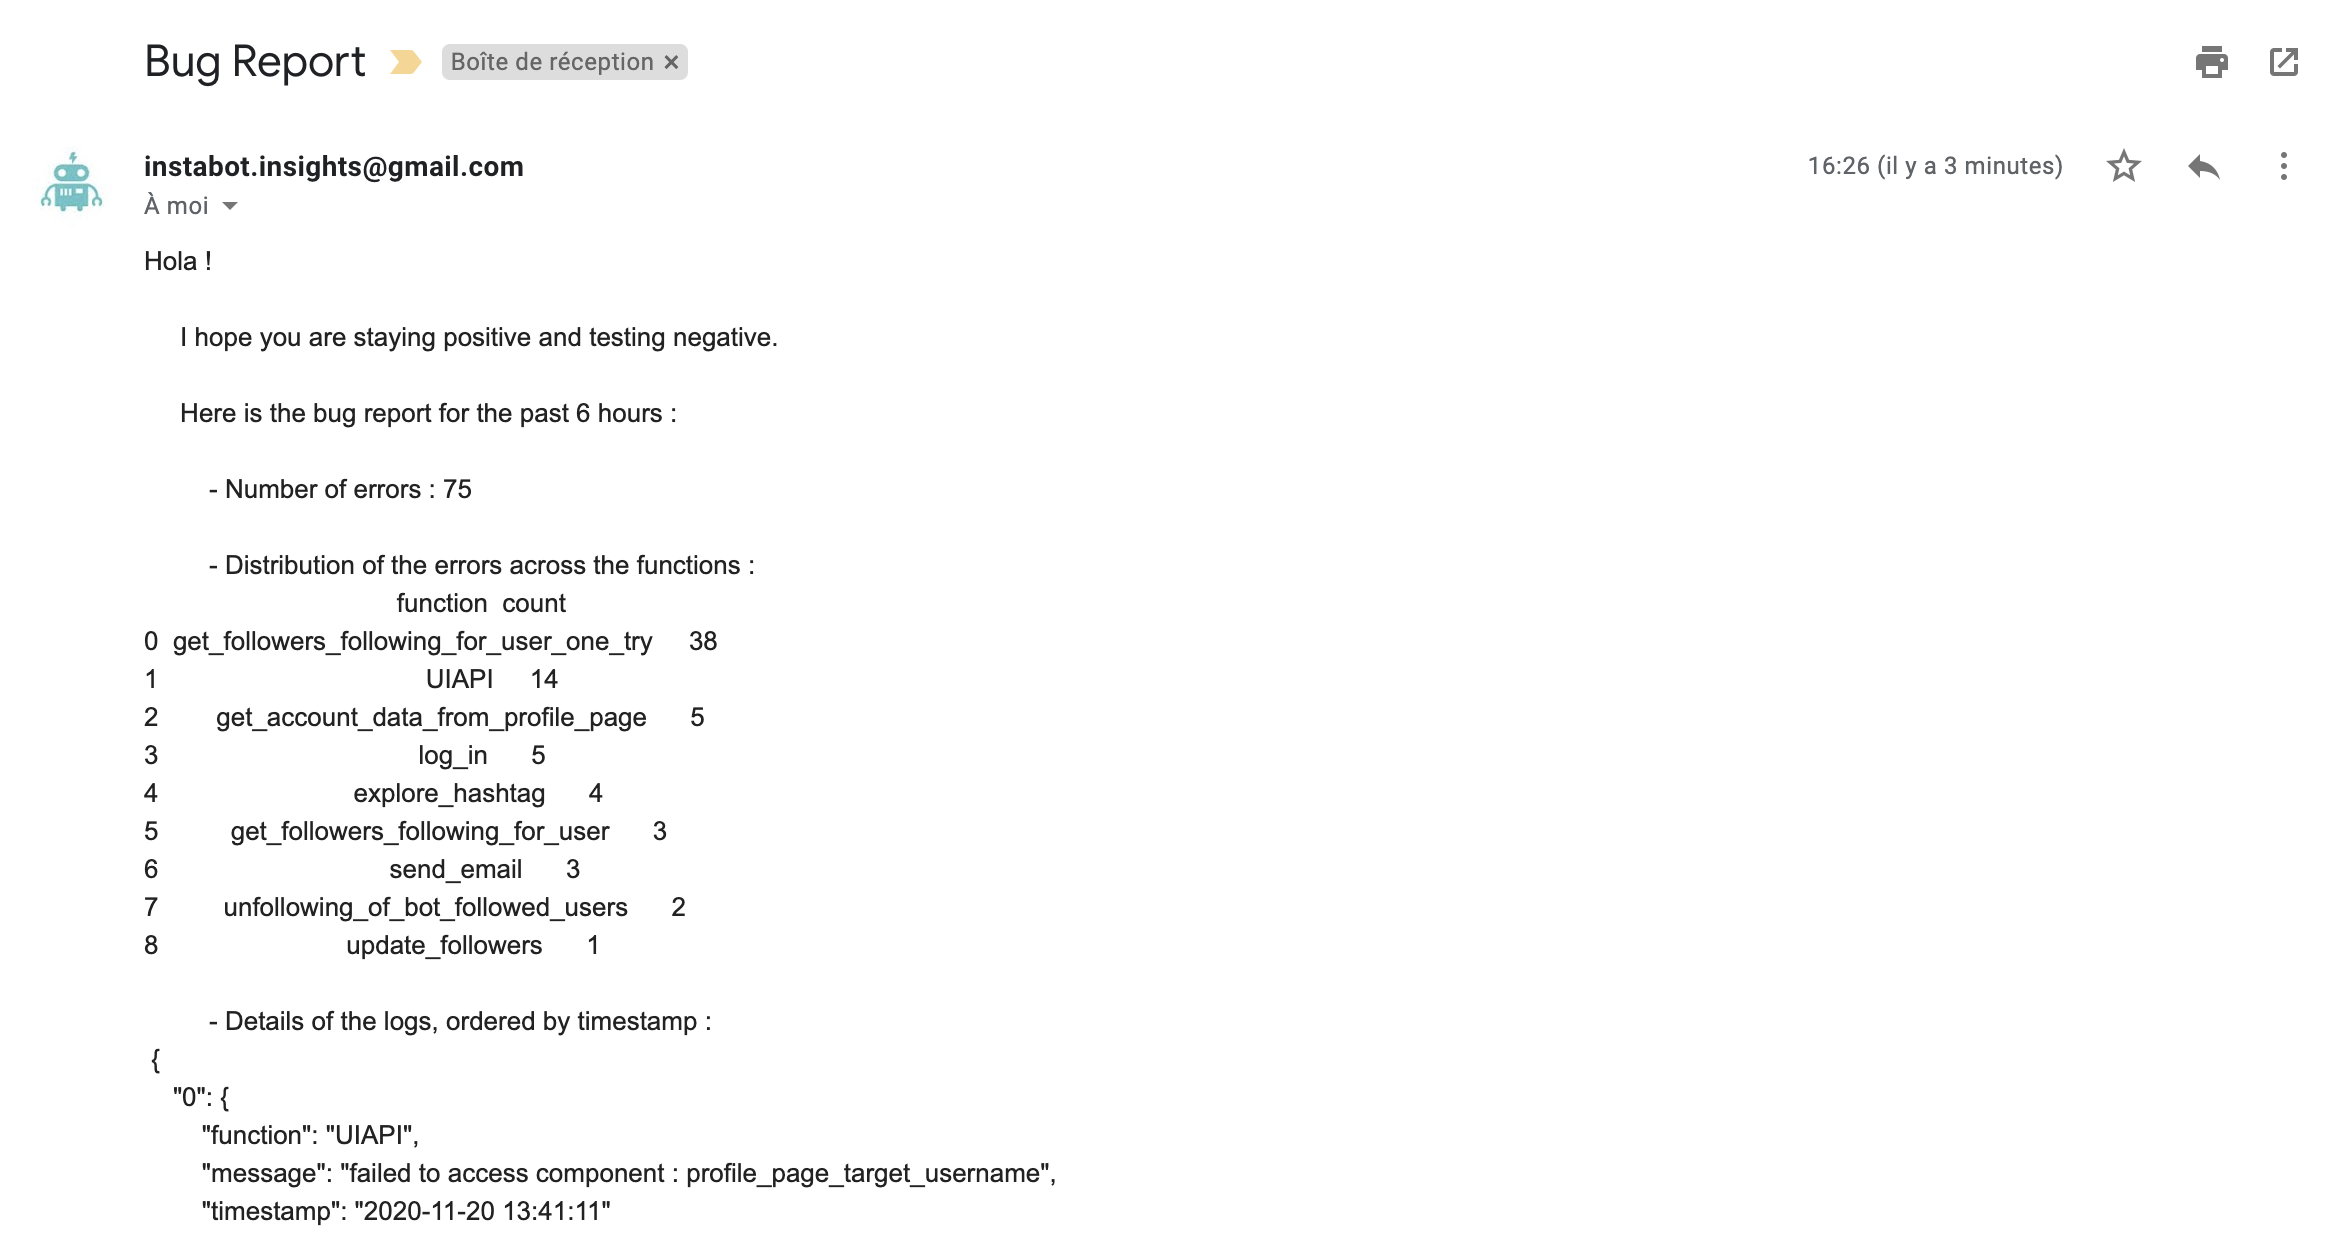 Bug Report
Boîte de réception ×
instabot.insights@gmail.com
16:26 (il y a 3 minutes)
À moi
Hola !
I hope you are staying positive and testing negative.
Here is the bug report for the past 6 hours :
- Number of errors : 75
- Distribution of the errors across the functions :
function count
0 get_followers_following_for_user_one_try 38
1 UIAPI 14
2 get_account_data_from_profile_page 5
3 log_in 5
4 explore_hashtag 4
5 get_followers_following_for_user 3
6 send_email 3
7 unfollowing_of_bot_followed_users 2
8 update_followers 1
- Details of the logs, ordered by timestamp :
{
"0": {
"function": "UIAPI",
"message": "failed to access component : profile_page_target_username",
"timestamp": "2020-11-20 13:41:11"